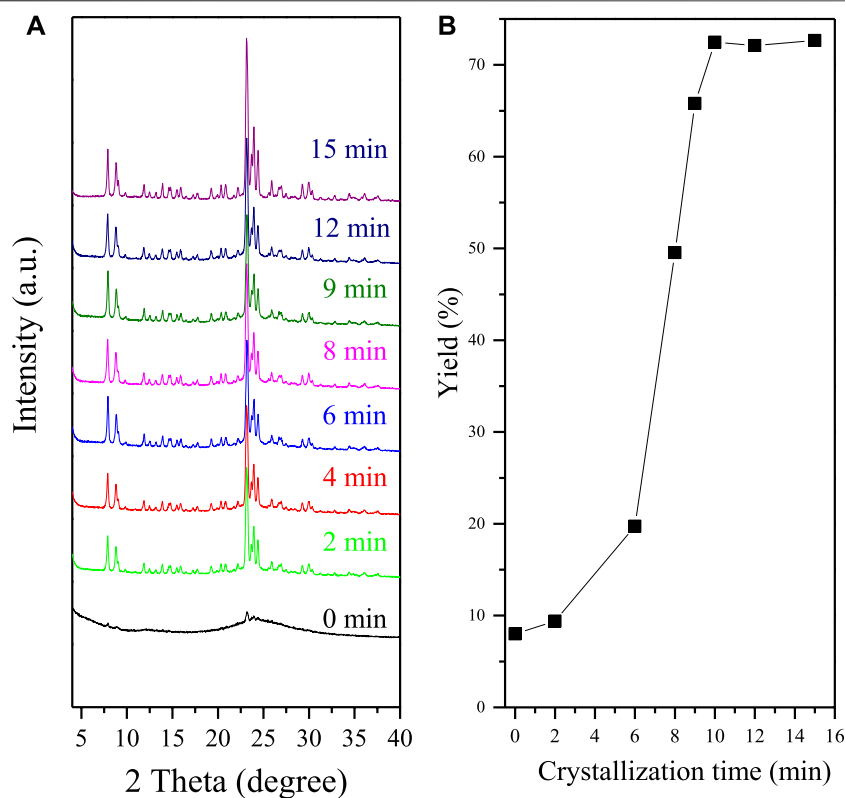 A
15 min
12 min
9 min
8 min
6 min
4 min
2 min
0 min
Intensity (a.u.)
5 10 15 20 25 30 35 40
2 Theta (degree)
B
70
60
50
40
30
20
10
0
Yield (%)
0 2 4 6 8 10 12 14 16
Crystallization time (min)